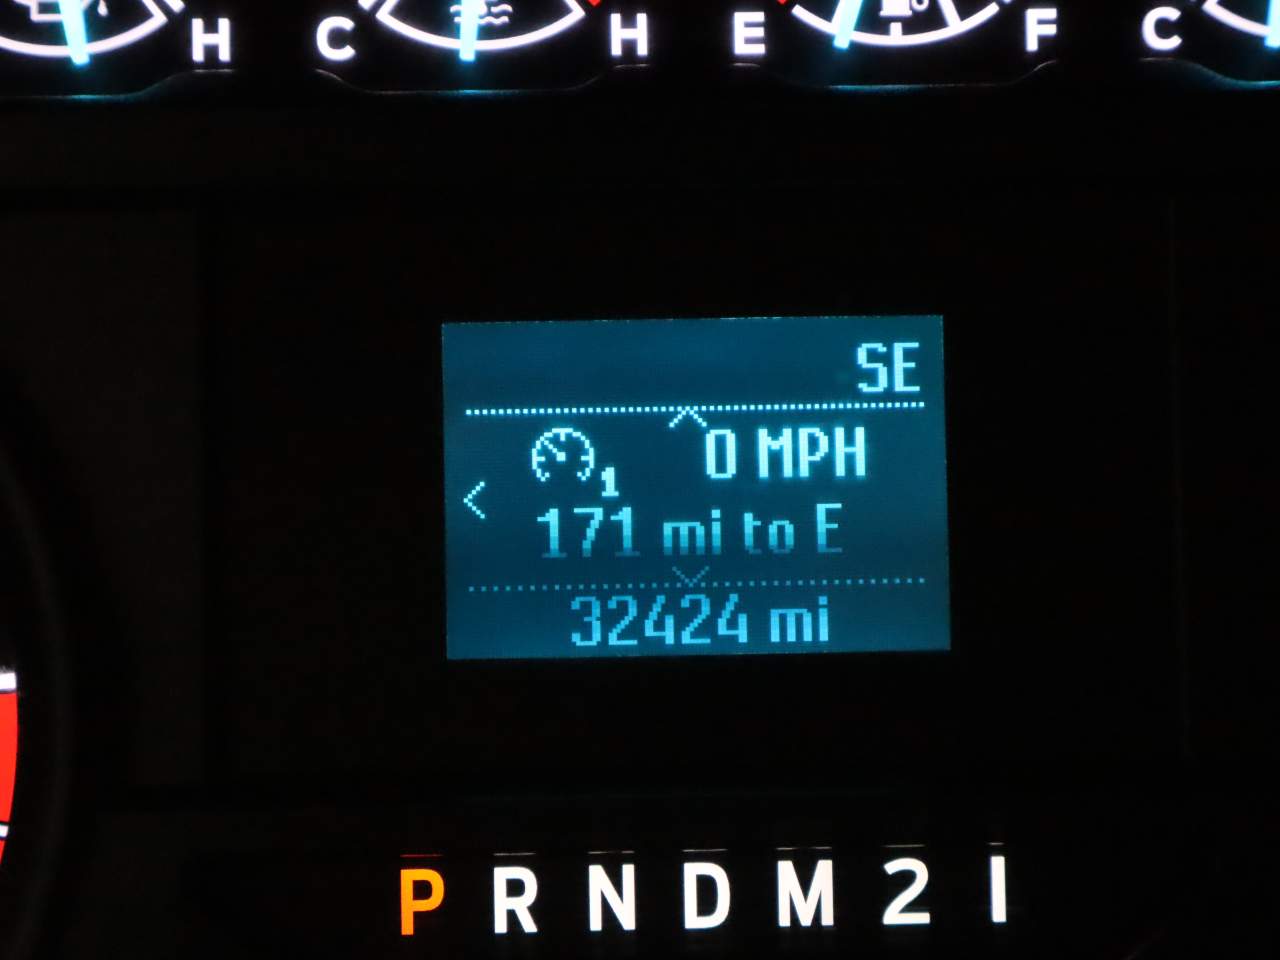 H C H E F C
SE
0 MPH
1
171 mi to E
32424 mi
P R N D M 2 1